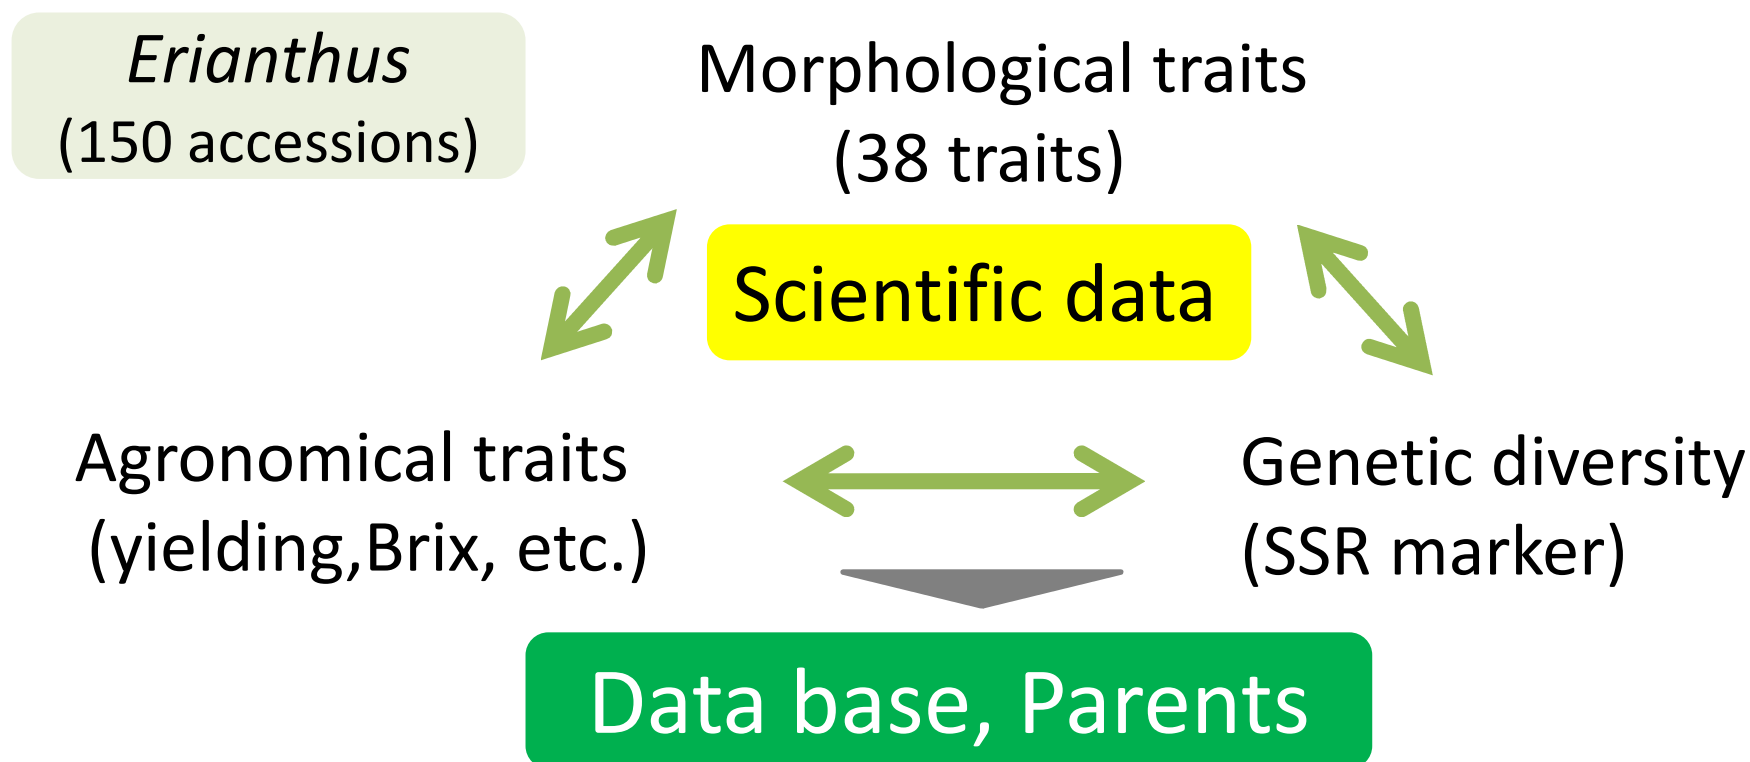 Erianthus
(150 accessions)
Morphological traits
(38 traits)
Scientific data
Agronomical traits
(yielding,Brix, etc.)
Genetic diversity
(SSR marker)
Data base, Parents